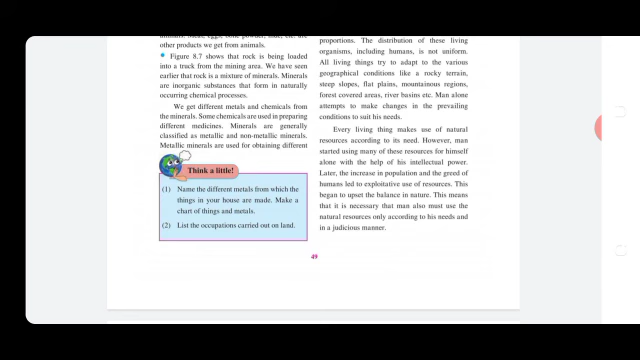 animals. Meat, eggs, bone powder, hide, etc. are
other products we get from animals.
• Figure 8.7 shows that rock is being loaded
into a truck from the mining area. We have seen
earlier that rock is a mixture of minerals. Minerals
are inorganic substances that form in naturally
occurring chemical processes.
We get different metals and chemicals from
the minerals. Some chemicals are used in preparing
different medicines. Minerals are generally
classified as metallic and non-metallic minerals.
Metallic minerals are used for obtaining different
Think a little!
(1) Name the different metals from which the
things in your house are made. Make a
chart of things and metals.
(2) List the occupations carried out on land.
proportions. The distribution of these living
organisms, including humans, is not uniform.
All living things try to adapt to the various
geographical conditions like a rocky terrain,
steep slopes, flat plains, mountainous regions,
forest covered areas, river basins etc. Man alone
attempts to make changes in the prevailing
conditions to suit his needs.
Every living thing makes use of natural
resources according to its need. However, man
started using many of these resources for himself
alone with the help of his intellectual power.
Later, the increase in population and the greed of
humans led to exploitative use of resources. This
began to upset the balance in nature. This means
that it is necessary that man also must use the
natural resources only according to his needs and
in a judicious manner.
49